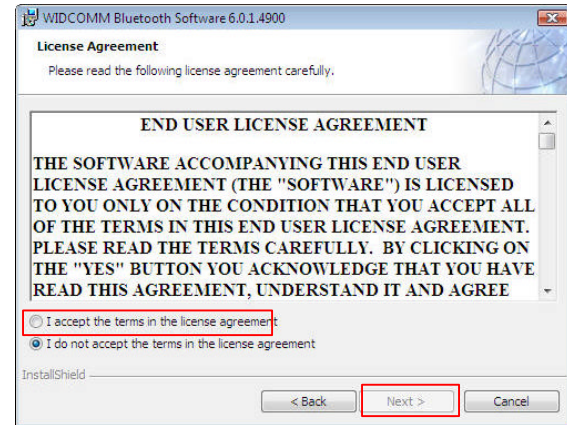 WIDCOMM Bluetooth Software 6.0.1.4900
License Agreement
Please read the following license agreement carefully.
END USER LICENSE AGREEMENT
THE SOFTWARE ACCOMPANYING THIS END USER
LICENSE AGREEMENT (THE "SOFTWARE") IS LICENSED
TO YOU ONLY ON THE CONDITION THAT YOU ACCEPT ALL
OF THE TERMS IN THIS END USER LICENSE AGREEMENT.
PLEASE READ THE TERMS CAREFULLY. BY CLICKING ON
THE "YES" BUTTON YOU ACKNOWLEDGE THAT YOU HAVE
READ THIS AGREEMENT, UNDERSTAND IT AND AGREE
I accept the terms in the license agreement
I do not accept the terms in the license agreement
InstallShield
< Back Next > Cancel